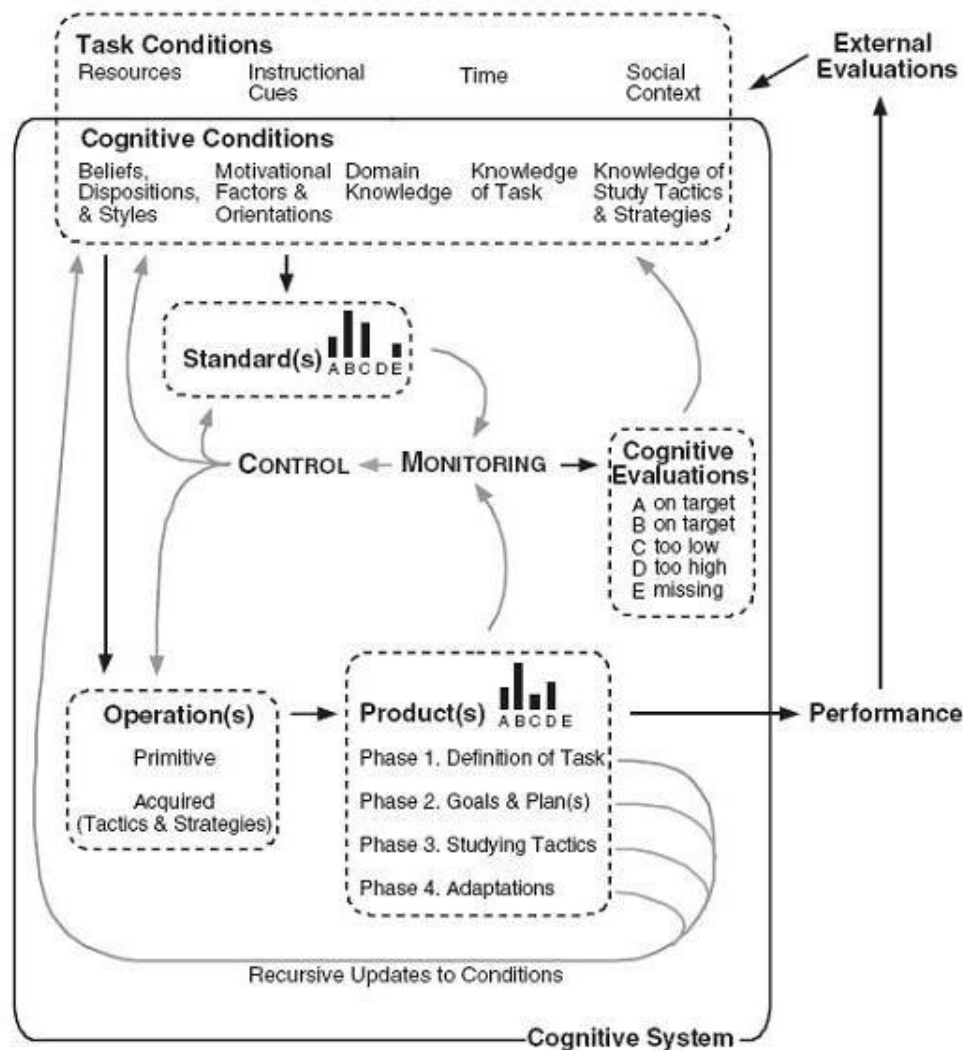 Task Conditions
Resources
Instructional
Cues
Time
Social
Context
External
Evaluations
Cognitive Conditions
Beliefs,
Dispositions,
& Styles
Motivational
Factors &
Orientations
Domain
Knowledge
Knowledge
of Task
Knowledge of
Study Tactics
& Strategies
Standard(s)
A B C D E
CONTROL
MONITORING
Cognitive
Evaluations
A on target
B on target
C too low
D too high
E missing
Operation(s)
Primitive
Acquired
(Tactics & Strategies)
Product(s)
A B C D E
Phase 1. Definition of Task
Phase 2. Goals & Plan(s)
Phase 3. Studying Tactics
Phase 4. Adaptations
Performance
Recursive Updates to Conditions
Cognitive System